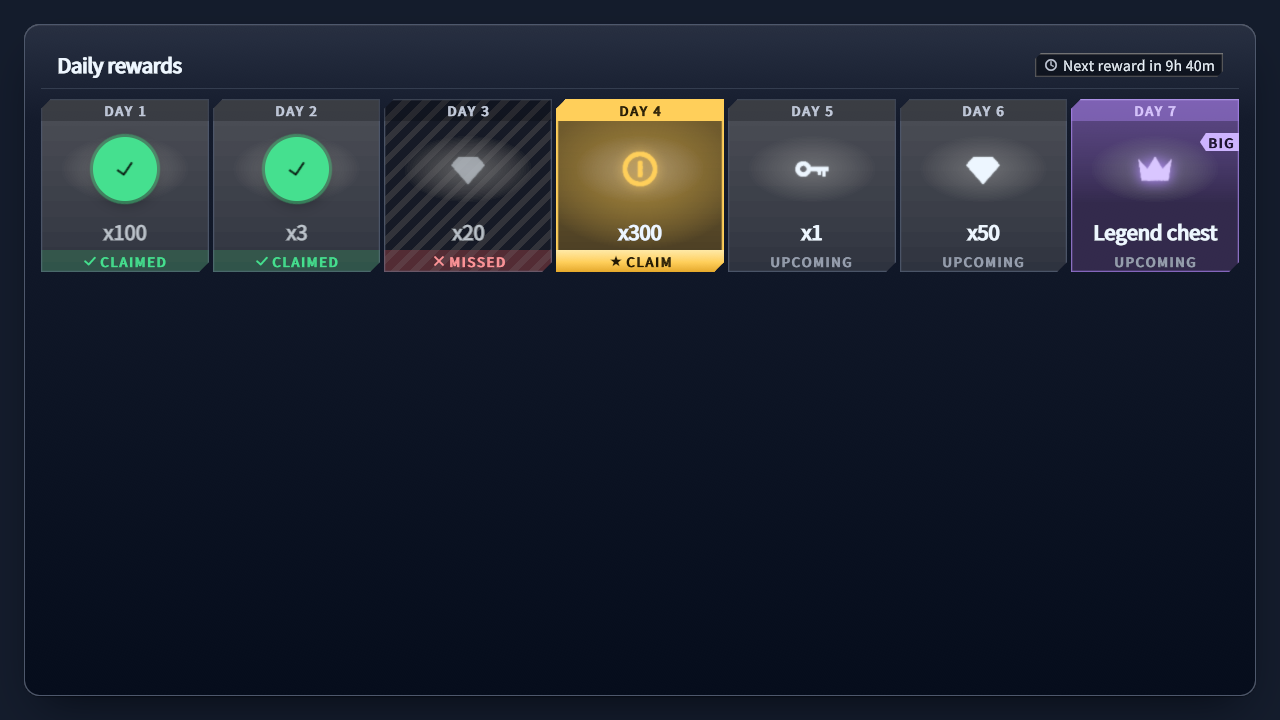 Daily rewards
Next reward in 9h 40m
DAY 1
x100
CLAIMED
DAY 2
x3
CLAIMED
DAY 3
x20
MISSED
DAY 4
x300
CLAIM
DAY 5
x1
UPCOMING
DAY 6
x50
UPCOMING
DAY 7
BIG
Legend chest
UPCOMING